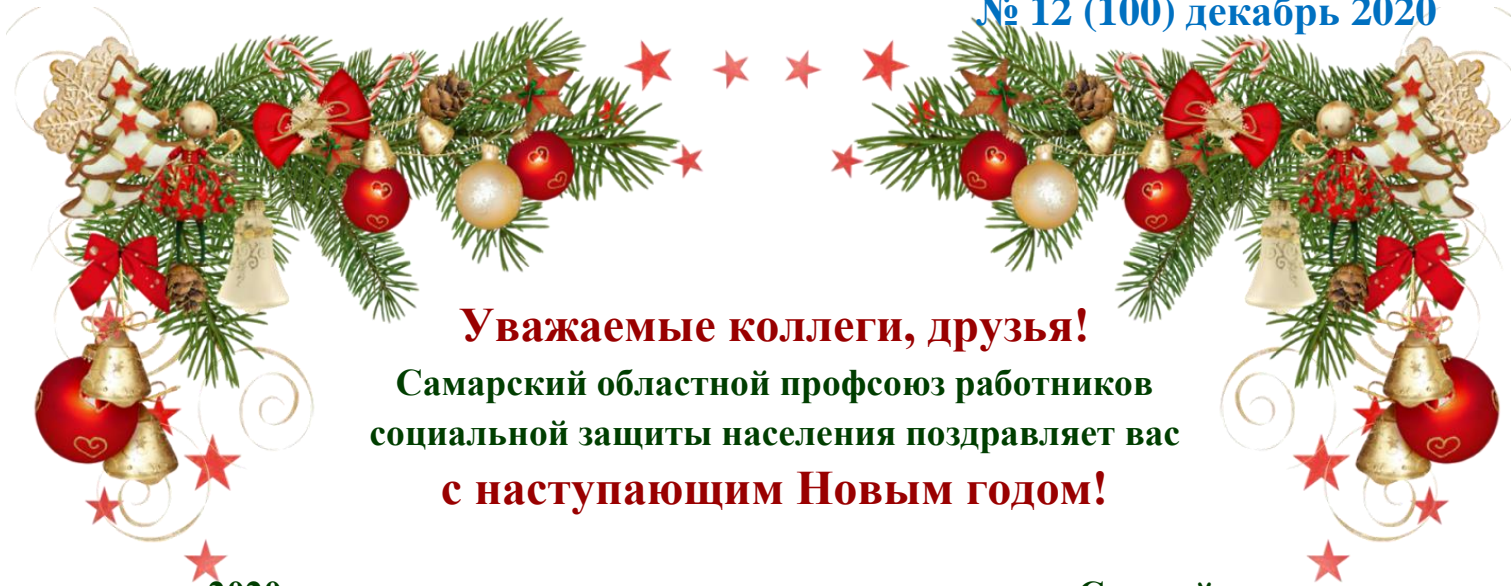 № 12 (100) декабрь 2020
Уважаемые коллеги, друзья!
Самарский областной профсоюз работников
социальной защиты населения поздравляет вас
с наступающим Новым годом!
2020